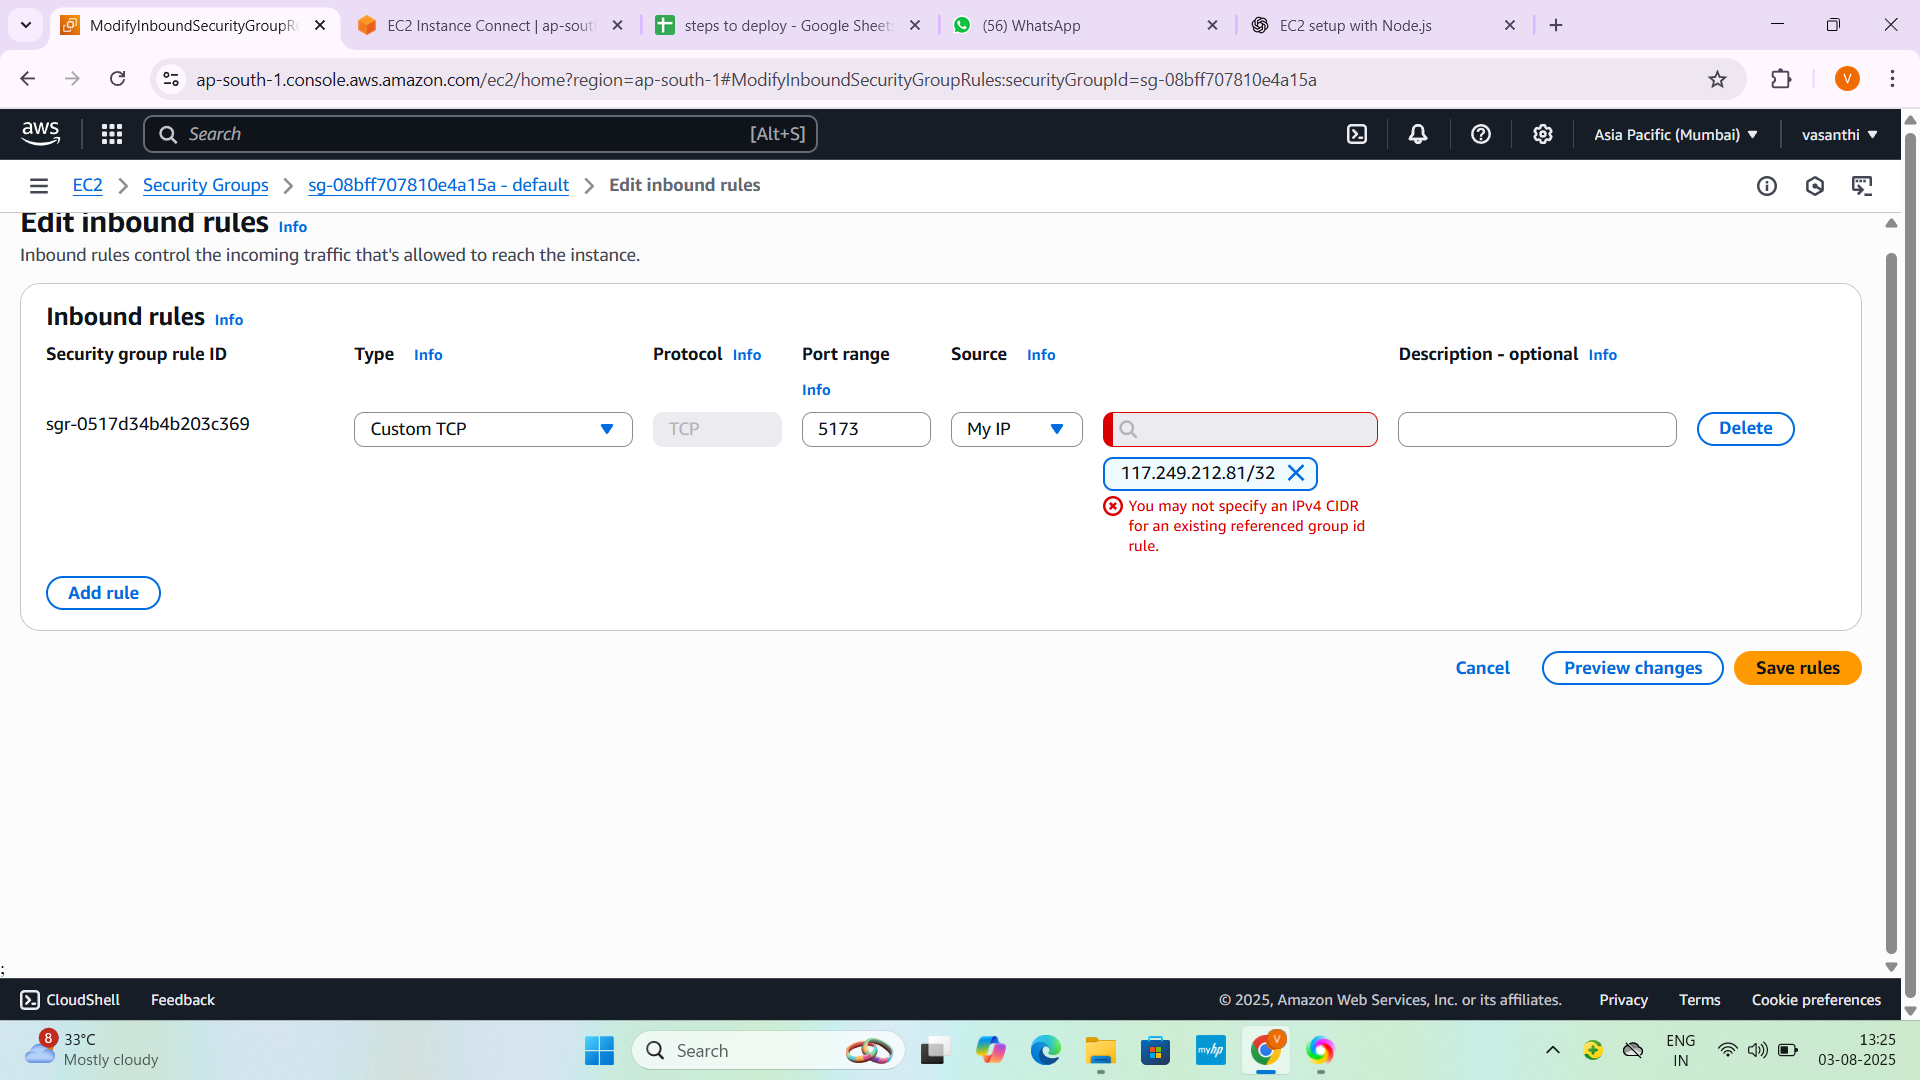 ModifyInboundSecurityGroupR
EC2 Instance Connect | ap-sout
steps to deploy - Google Sheets
(56) WhatsApp
EC2 setup with Node.js
ap-south-1.console.aws.amazon.com/ec2/home?region=ap-south-1#ModifyInboundSecurityGroupRules:securityGroupId=sg-08bff707810e4a15a
V
aws
Search
[Alt+S]
Asia Pacific (Mumbai)
vasanthi
EC2
Security Groups
sg-08bff707810e4a15a - default
Edit inbound rules
Edit inbound rules Info
Inbound rules control the incoming traffic that's allowed to reach the instance.
Inbound rules Info
Security group rule ID
Type Info
Protocol Info
Port range
Info
Source Info
Description - optional Info
sgr-0517d34b4b203c369
Custom TCP
TCP
5173
My IP
Delete
117.249.212.81/32
You may not specify an IPv4 CIDR
for an existing referenced group id
rule.
Add rule
Cancel
Preview changes
Save rules
;
CloudShell
Feedback
© 2025, Amazon Web Services, Inc. or its affiliates.
Privacy
Terms
Cookie preferences
8
33°C
Mostly cloudy
Search
myhp
V
ENG
IN
13:25
03-08-2025